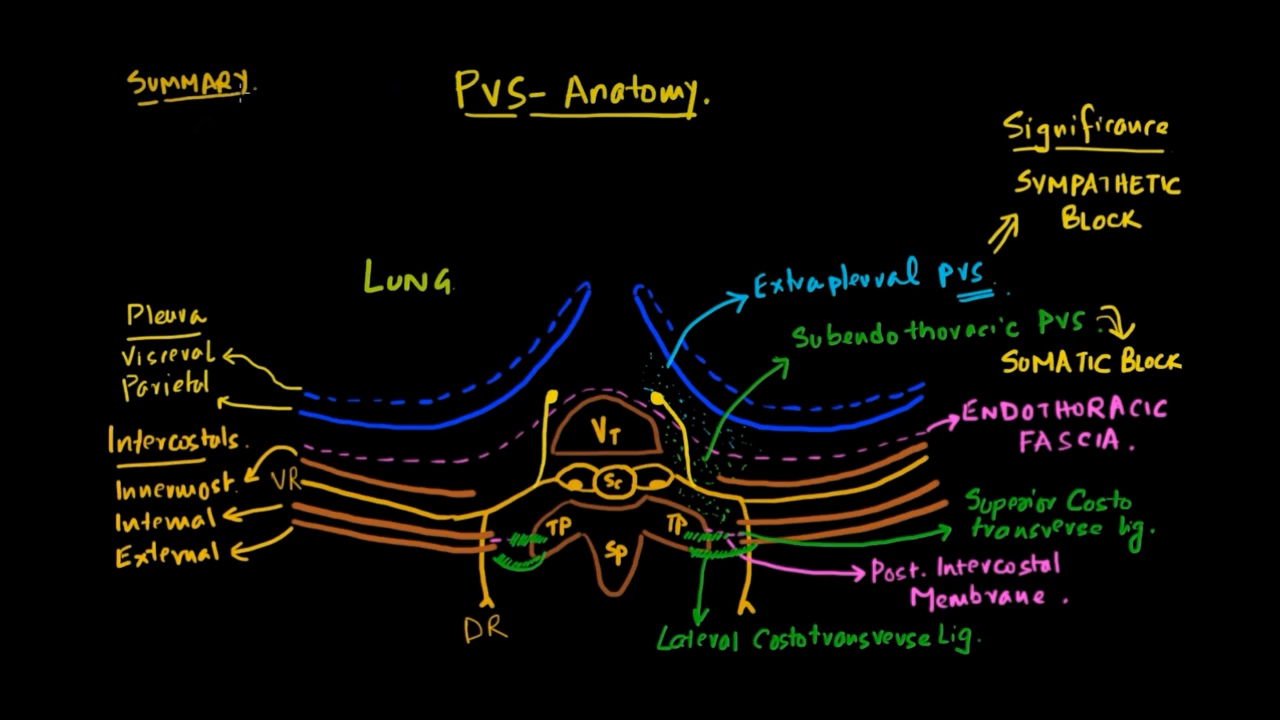 SUMMARY.
PVS- Anatomy.
Significance
SYMPATHETIC
BLOCK
LUNG
Extrapleural PVS.
Subendothoracic PVS.
SOMATIC BLOCK
Pleura
Visceral
Parietal
ENDOTHORACIC
FASCIA.
Intercostals.
Innermost.
VR
Internal
External
VT
Sc
TP
TP
Sp
Superior Costo
transverse lig.
Post. Intercostal
Membrane.
DR
Lateral Costotransverse Lig.